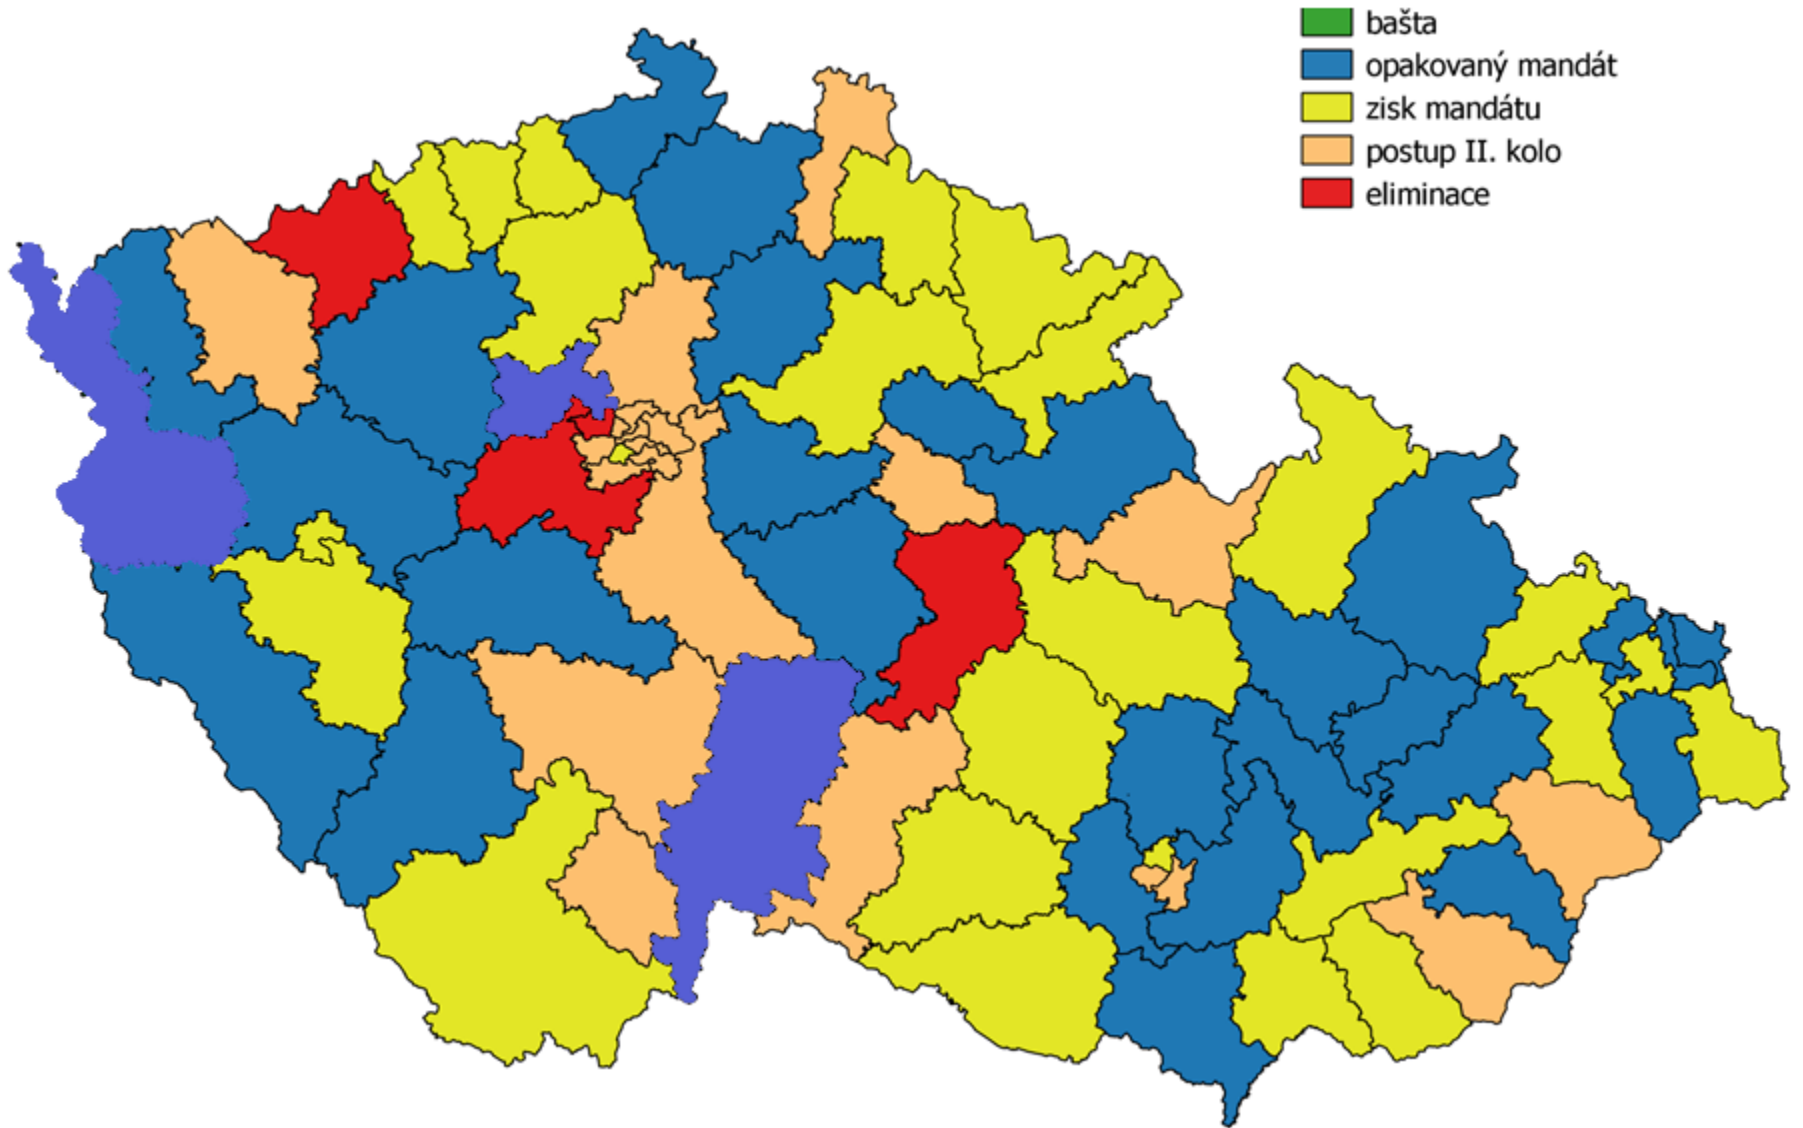 bašta
opakovaný mandát
zisk mandátu
postup II. kolo
eliminace